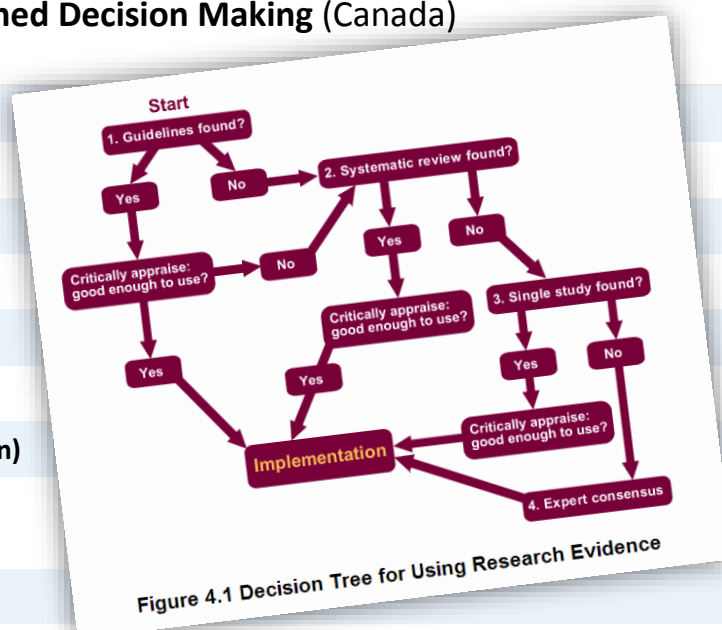 ned Decision Making (Canada)
Start
1. Guidelines found?
Yes
No
2. Systematic review found?
Critically appraise:
good enough to use?
No
Yes
No
Yes
Critically appraise:
good enough to use?
Yes
3. Single study found?
Yes
No
Critically appraise:
good enough to use?
Implementation
4. Expert consensus
n)
Figure 4.1 Decision Tree for Using Research Evidence